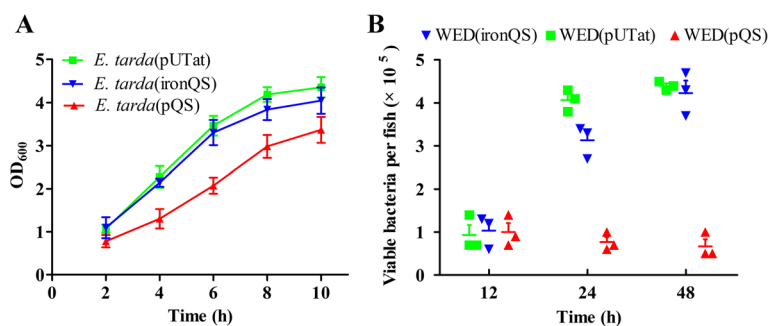 A
E. tarda(pUTat)
E. tarda(ironQS)
E. tarda(pQS)
OD600
5
4
3
2
1
0
0
2
4
6
8
10
Time (h)
B
WED(ironQS) WED(pUTat) WED(pQS)
Viable bacteria per fish (× 10 5)
5
4
3
2
1
0
12
24
48
Time (h)